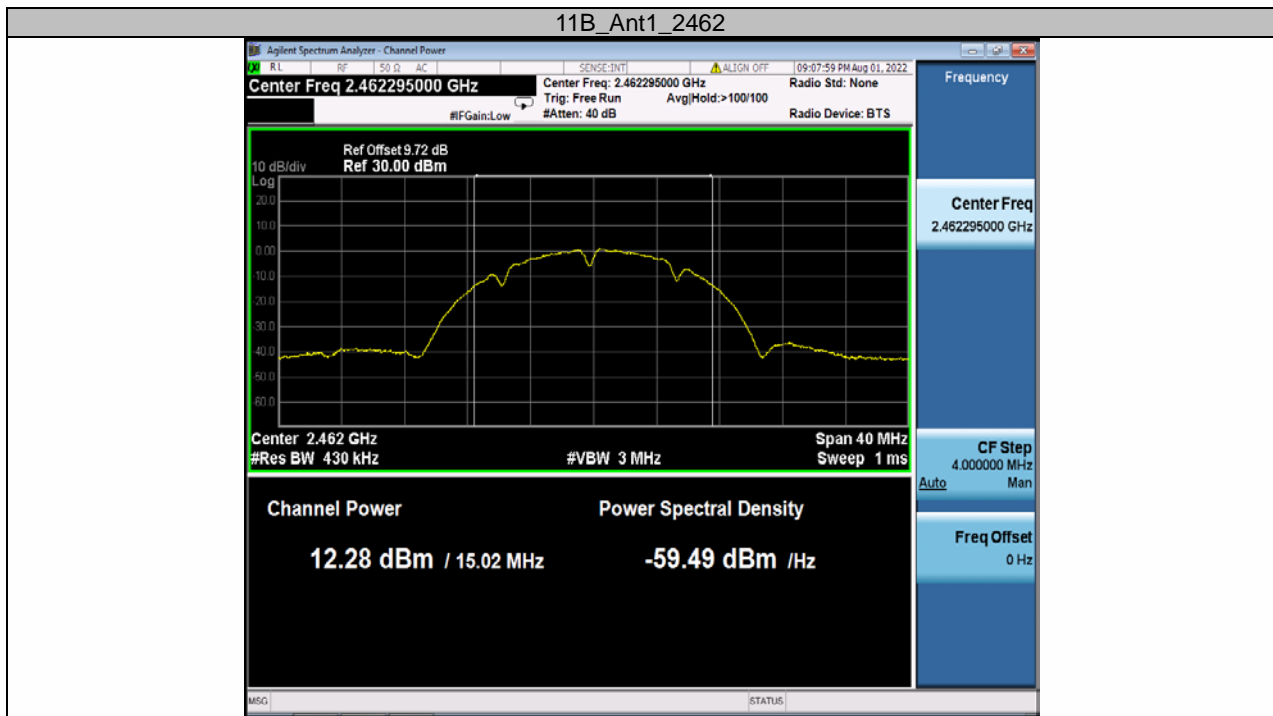 11B_Ant1_2462
Agilent Spectrum Analyzer - Channel Power
RL RF 50 Ω AC SENSE:INT ALIGN OFF 09:07:59 PM Aug 01, 2022
Center Freq 2.462295000 GHz
Center Freq: 2.462295000 GHz Radio Std: None
Trig: Free Run Avg|Hold:>100/100
#IFGain:Low #Atten: 40 dB Radio Device: BTS
Ref Offset 9.72 dB
10 dB/div Ref 30.00 dBm
Log
20.0
10.0
0.00
-10.0
-20.0
-30.0
-40.0
-50.0
-60.0
Center 2.462 GHz Span 40 MHz
#Res BW 430 kHz #VBW 3 MHz Sweep 1 ms
Channel Power Power Spectral Density
12.28 dBm / 15.02 MHz -59.49 dBm /Hz
Frequency
Center Freq
2.462295000 GHz
CF Step
4.000000 MHz
Auto Man
Freq Offset
0 Hz
MSG STATUS